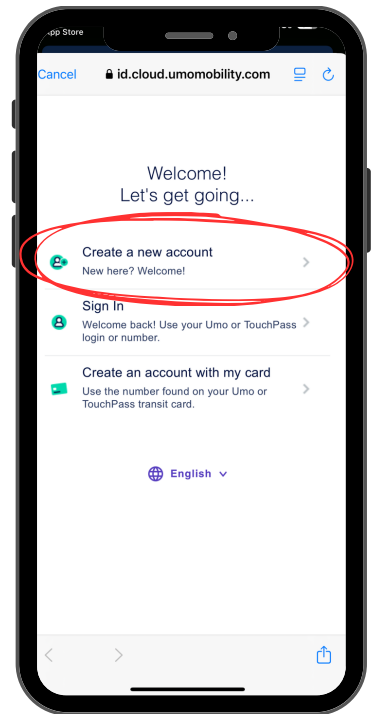 App Store
Cancel
id.cloud.umomobility.com
Welcome!
Let's get going...
Create a new account
New here? Welcome!
Sign In
Welcome back! Use your Umo or TouchPass
login or number.
Create an account with my card
Use the number found on your Umo or
TouchPass transit card.
English